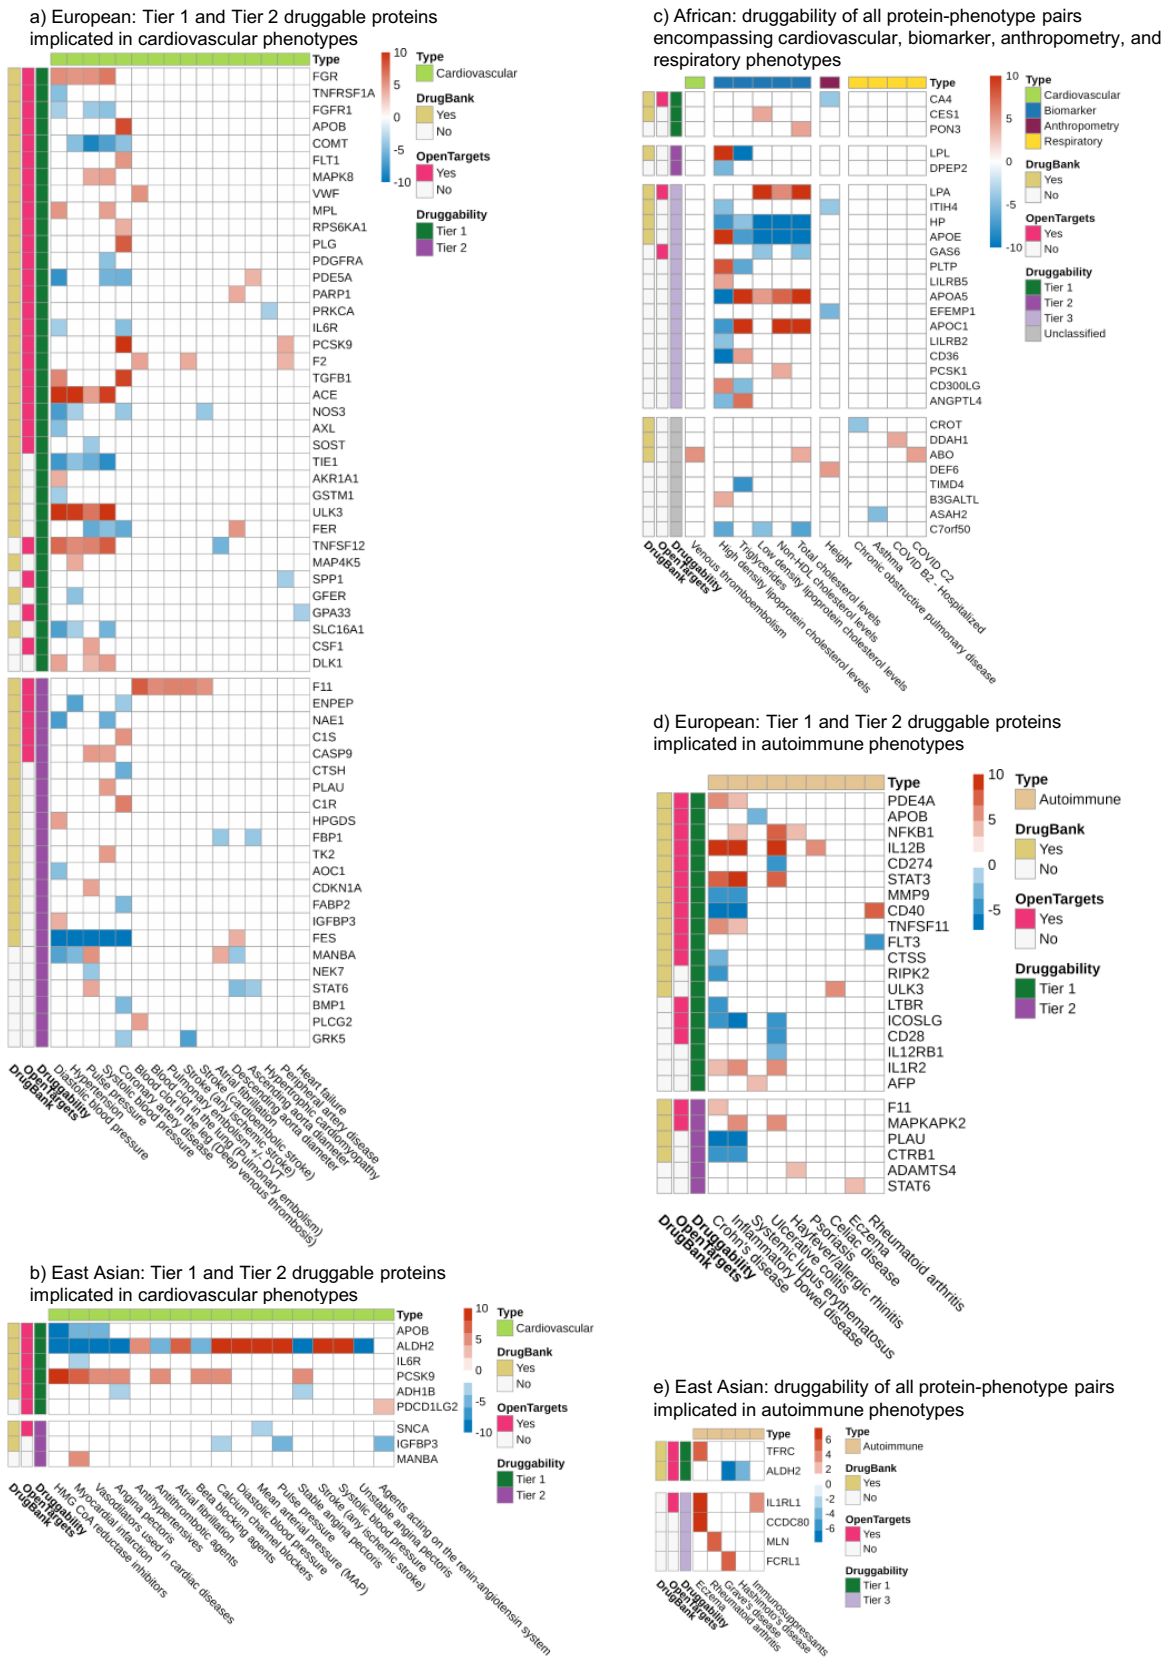 a) European: Tier 1 and Tier 2 druggable proteins
implicated in cardiovascular phenotypes
Type
FGR
TNFRSF1A
FGFR1
APOB
COMT
FLT1
MAPK8
VWF
MPL
RPS6KA1
PLG
PDGFRA
PDE5A
PARP1
PRKCA
IL6R
PCSK9
F2
TGFB1
ACE
NOS3
AXL
SOST
TIE1
AKR1A1
GSTM1
ULK3
FER
TNFSF12
MAP4K5
SPP1
GFER
GPA33
SLC16A1
CSF1
DLK1
F11
ENPEP
NAE1
C1S
CASP9
CTSH
PLAU
C1R
HPGDS
FBP1
TK2
AOC1
CDKN1A
FABP2
IGFBP3
FES
MANBA
NEK7
STAT6
BMP1
PLCG2
GRK5
DrugBank
OpenTargets
Druggability
Diastolic blood pressure
Hypertension
Pulse pressure
Systolic blood pressure
Coronary artery disease
Blood clot in the leg (Deep venous thrombosis)
Blood clot in the lung (Pulmonary embolism)
Pulmonary embolism +/- DVT
Stroke (any ischemic stroke)
Stroke (cardioembolic stroke)
Atrial fibrillation
Descending aorta diameter
Ascending aorta diameter
Hypertrophic cardiomyopathy
Peripheral artery disease
Heart failure
10
5
0
-5
-10
Type
Cardiovascular
DrugBank
Yes
No
OpenTargets
Yes
No
Druggability
Tier 1
Tier 2
b) East Asian: Tier 1 and Tier 2 druggable proteins
implicated in cardiovascular phenotypes
Type
APOB
ALDH2
IL6R
PCSK9
ADH1B
PDCD1LG2
SNCA
IGFBP3
MANBA
DrugBank
OpenTargets
Druggability
HMG CoA reductase inhibitors
Myocardial infarction
Vasodilators used in cardiac diseases
Angina pectoris
Antihypertensives
Antithrombotic agents
Atrial fibrillation
Beta blocking agents
Calcium channel blockers
Diastolic blood pressure
Mean arterial pressure (MAP)
Pulse pressure
Stable angina pectoris
Stroke (any ischemic stroke)
Systolic blood pressure
Unstable angina pectoris
Agents acting on the renin-angiotensin system
10
5
0
-5
-10
Type
Cardiovascular
DrugBank
Yes
No
OpenTargets
Yes
No
Druggability
Tier 1
Tier 2
c) African: druggability of all protein-phenotype pairs
encompassing cardiovascular, biomarker, anthropometry, and
respiratory phenotypes
Type
CA4
CES1
PON3
LPL
DPEP2
LPA
ITIH4
HP
APOE
GAS6
PLTP
LILRB5
APOA5
EFEMP1
APOC1
LILRB2
CD36
PCSK1
CD300LG
ANGPTL4
CROT
DDAH1
ABO
DEF6
TIMD4
B3GALTL
ASAH2
C7orf50
DrugBank
OpenTargets
Druggability
Venous thromboembolism
High density lipoprotein cholesterol levels
Triglycerides
Low density lipoprotein cholesterol levels
Non-HDL cholesterol levels
Total cholesterol levels
Height
Chronic obstructive pulmonary disease
Asthma
COVID B2 - Hospitalized
COVID C2
10
5
0
-5
-10
Type
Cardiovascular
Biomarker
Anthropometry
Respiratory
DrugBank
Yes
No
OpenTargets
Yes
No
Druggability
Tier 1
Tier 2
Tier 3
Unclassified
d) European: Tier 1 and Tier 2 druggable proteins
implicated in autoimmune phenotypes
Type
PDE4A
APOB
NFKB1
IL12B
CD274
STAT3
MMP9
CD40
TNFSF11
FLT3
CTSS
RIPK2
ULK3
LTBR
ICOSLG
CD28
IL12RB1
IL1R2
AFP
F11
MAPKAPK2
PLAU
CTRB1
ADAMTS4
STAT6
DrugBank
OpenTargets
Druggability
Crohn's disease
Inflammatory bowel disease
Systemic lupus erythematosus
Ulcerative colitis
Hayfever/allergic rhinitis
Psoriasis
Celiac disease
Eczema
Rheumatoid arthritis
10
5
0
-5
Type
Autoimmune
DrugBank
Yes
No
OpenTargets
Yes
No
Druggability
Tier 1
Tier 2
e) East Asian: druggability of all protein-phenotype pairs
implicated in autoimmune phenotypes
Type
TFRC
ALDH2
IL1RL1
CCDC80
MLN
FCRL1
DrugBank
OpenTargets
Druggability
Eczema
Rheumatoid arthritis
Grave's disease
Hashimoto's disease
Immunosuppressants
6
4
2
0
-2
-4
-6
Type
Autoimmune
DrugBank
Yes
No
OpenTargets
Yes
No
Druggability
Tier 1
Tier 3